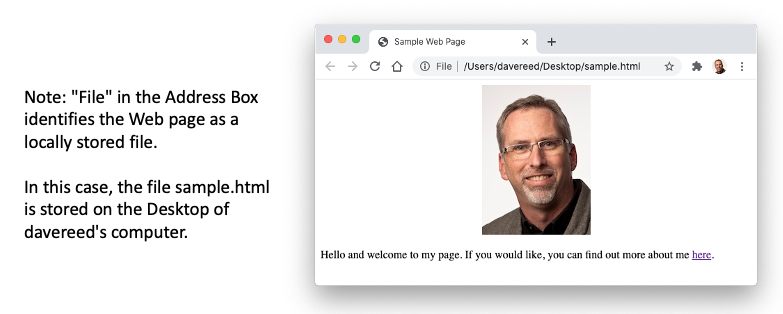 Note: "File" in the Address Box
identifies the Web page as a
locally stored file.
In this case, the file sample.html
is stored on the Desktop of
davereed's computer.
Sample Web Page
File /Users/davereed/Desktop/sample.html
Hello and welcome to my page. If you would like, you can find out more about me here.